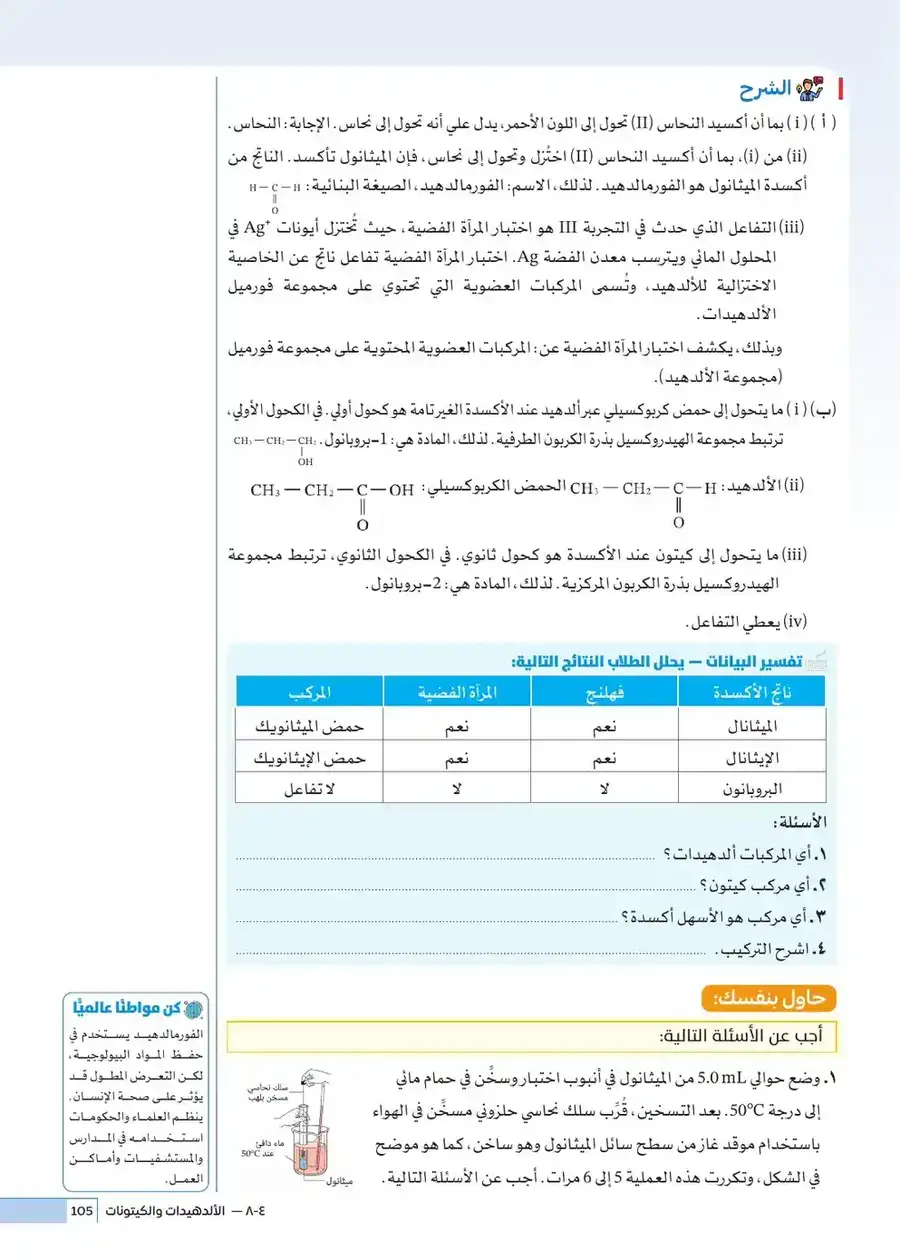 الشرح
( أ )( i ) بما أن أكسيد النحاس (II) تحول إلى اللون الأحمر، يدل علي أنه تحول إلى نحاس. الإجابة: النحاس.
(ii) من (i)، بما أن أكسيد النحاس (II) اختُزل وتحول إلى نحاس، فإن الميثانول تأكسد. الناتج من
أكسدة الميثانول هو الفورمالدهيد. لذلك، الاسم: الفورمالدهيد، الصيغة البنائية: H — C — H
||
O
(iii) التفاعل الذي حدث في التجربة III هو اختبار المرآة الفضية، حيث تُختزل أيونات Ag⁺ في
المحلول المائي ويترسب معدن الفضة Ag. اختبار المرآة الفضية تفاعل ناتج عن الخاصية
الاختزالية للألدهيد، وتُسمى المركبات العضوية التي تحتوي على مجموعة فورميل
الألدهيدات.
وبذلك، يكشف اختبار المرآة الفضية عن: المركبات العضوية المحتوية على مجموعة فورميل
(مجموعة الألدهيد).
(ب) ( i ) ما يتحول إلى حمض كربوكسيلي عبر ألدهيد عند الأكسدة الغير تامة هو كحول أولي. في الكحول الأولي،
ترتبط مجموعة الهيدروكسيل بذرة الكربون الطرفية. لذلك، المادة هي: 1-بروبانول. CH₃ — CH₂ — CH₂
|
OH
(ii) الألدهيد: CH₃ — CH₂ — C — H الحمض الكربوكسيلي: CH₃ — CH₂ — C — OH
|| ||
O O
(iii) ما يتحول إلى كيتون عند الأكسدة هو كحول ثانوي. في الكحول الثانوي، ترتبط مجموعة
الهيدروكسيل بذرة الكربون المركزية. لذلك، المادة هي: 2-بروبانول.
(iv) يعطي التفاعل.
تفسير البيانات — يحلل الطلاب النتائج التالية:
ناتج الأكسدة فهلنج المرآة الفضية المركب
الميثانال نعم نعم حمض الميثانويك
الإيثانال نعم نعم حمض الإيثانويك
البروبانون لا لا لا تفاعل
الأسئلة:
١. أي المركبات ألدهيدات؟
٢. أي مركب كيتون؟
٣. أي مركب هو الأسهل أكسدة؟
٤. اشرح التركيب.
حاول بنفسك:
أجب عن الأسئلة التالية:
١. وضع حوالي 5.0 mL من الميثانول في أنبوب اختبار وسخِّن في حمام مائي
إلى درجة 50°C. بعد التسخين، قُرِّب سلك نحاسي حلزوني مسخَّن في الهواء
باستخدام موقد غاز من سطح سائل الميثانول وهو ساخن، كما هو موضح
في الشكل، وتكررت هذه العملية 5 إلى 6 مرات. أجب عن الأسئلة التالية.
سلك نحاسي
مسخن بلهب
ماء دافئ
عند 50°C
ميثانول
كن مواطنًا عالميًّا
الفورمالدهيد يستخدم في
حفظ المواد البيولوجية،
لكن التعرض المطول قد
يؤثر على صحة الإنسان.
ينظم العلماء والحكومات
استخدامه في المدارس
والمستشفيات وأماكن
العمل.
٤-٨ — الألدهيدات والكيتونات 105